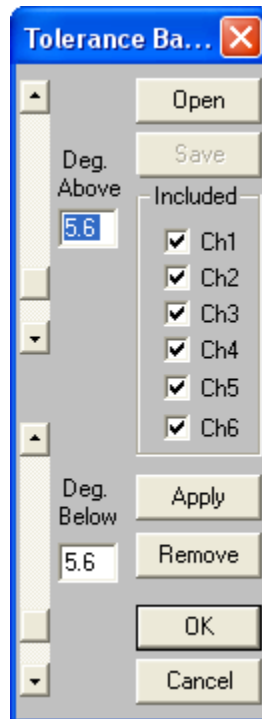 Tolerance Ba...
Open
Save
Deg.
Above
5.6
Included
Ch1
Ch2
Ch3
Ch4
Ch5
Ch6
Deg.
Below
5.6
Apply
Remove
OK
Cancel